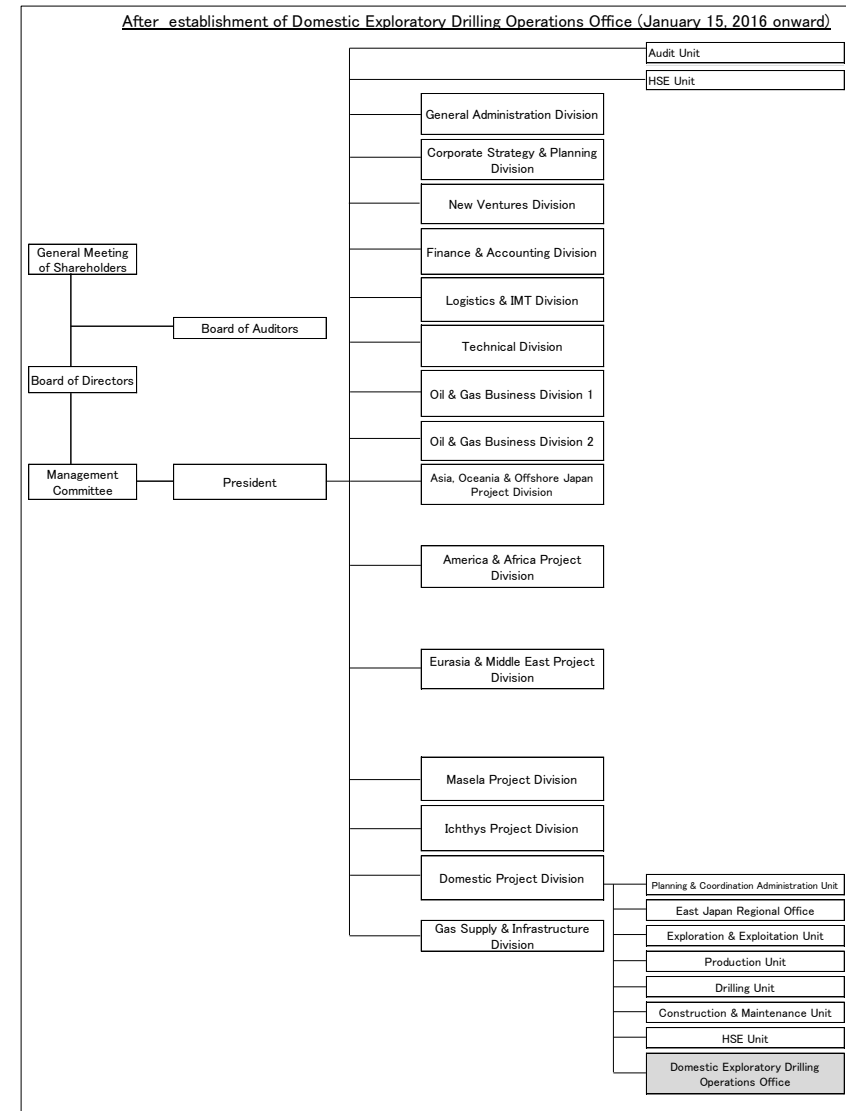 After establishment of Domestic Exploratory Drilling Operations Office (January 15, 2016 onward)
Audit Unit
HSE Unit
General Administration Division
Corporate Strategy & Planning
Division
New Ventures Division
General Meeting
of Shareholders
Finance & Accounting Division
Logistics & IMT Division
Board of Auditors
Technical Division
Board of Directors
Oil & Gas Business Division 1
Oil & Gas Business Division 2
Management
Committee
President
Asia, Oceania & Offshore Japan
Project Division
America & Africa Project
Division
Eurasia & Middle East Project
Division
Masela Project Division
Ichthys Project Division
Domestic Project Division
Planning & Coordination Administration Unit
East Japan Regional Office
Gas Supply & Infrastructure
Division
Exploration & Exploitation Unit
Production Unit
Drilling Unit
Construction & Maintenance Unit
HSE Unit
Domestic Exploratory Drilling
Operations Office